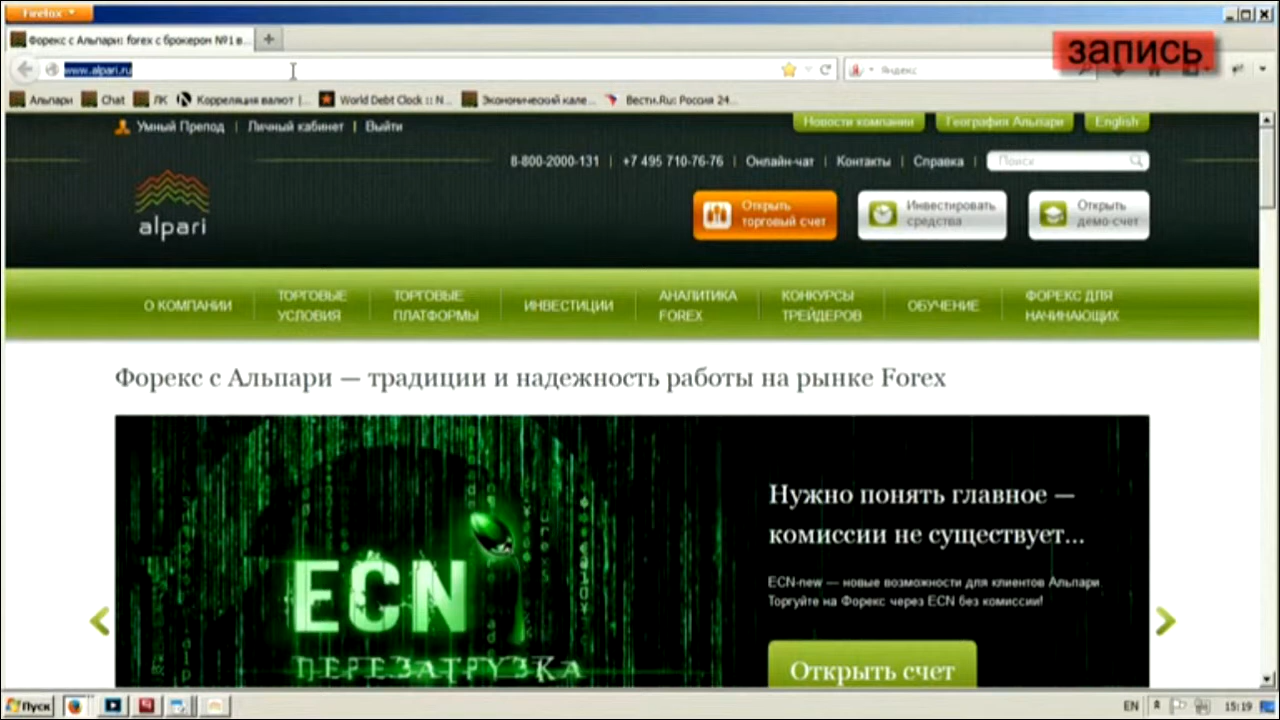 Firefox
Форекс с Альпари: forex с брокером №1 в...
запись
www.alpari.ru
Яндекс
Альпари
Chat
ЛК
Корреляция валют |...
World Debt Clock :: N...
Экономический кале...
Вести.Ru: Россия 24...
Умный Препод | Личный кабинет | Выйти
Новости компании
География Альпари
English
8-800-2000-131 | +7 495 710-76-76 | Онлайн-чат | Контакты | Справка
Поиск
alpari
Открыть
торговый счет
Инвестировать
средства
Открыть
демо-счет
О КОМПАНИИ
ТОРГОВЫЕ
УСЛОВИЯ
ТОРГОВЫЕ
ПЛАТФОРМЫ
ИНВЕСТИЦИИ
АНАЛИТИКА
FOREX
КОНКУРСЫ
ТРЕЙДЕРОВ
ОБУЧЕНИЕ
ФОРЕКС ДЛЯ
НАЧИНАЮЩИХ
Форекс с Альпари — традиции и надежность работы на рынке Forex
ECN
ПЕРЕЗАГРУЗКА
Нужно понять главное —
комиссии не существует...
ECN-new — новые возможности для клиентов Альпари.
Торгуйте на Форекс через ECN без комиссии!
Открыть счет
Пуск
EN
15:19